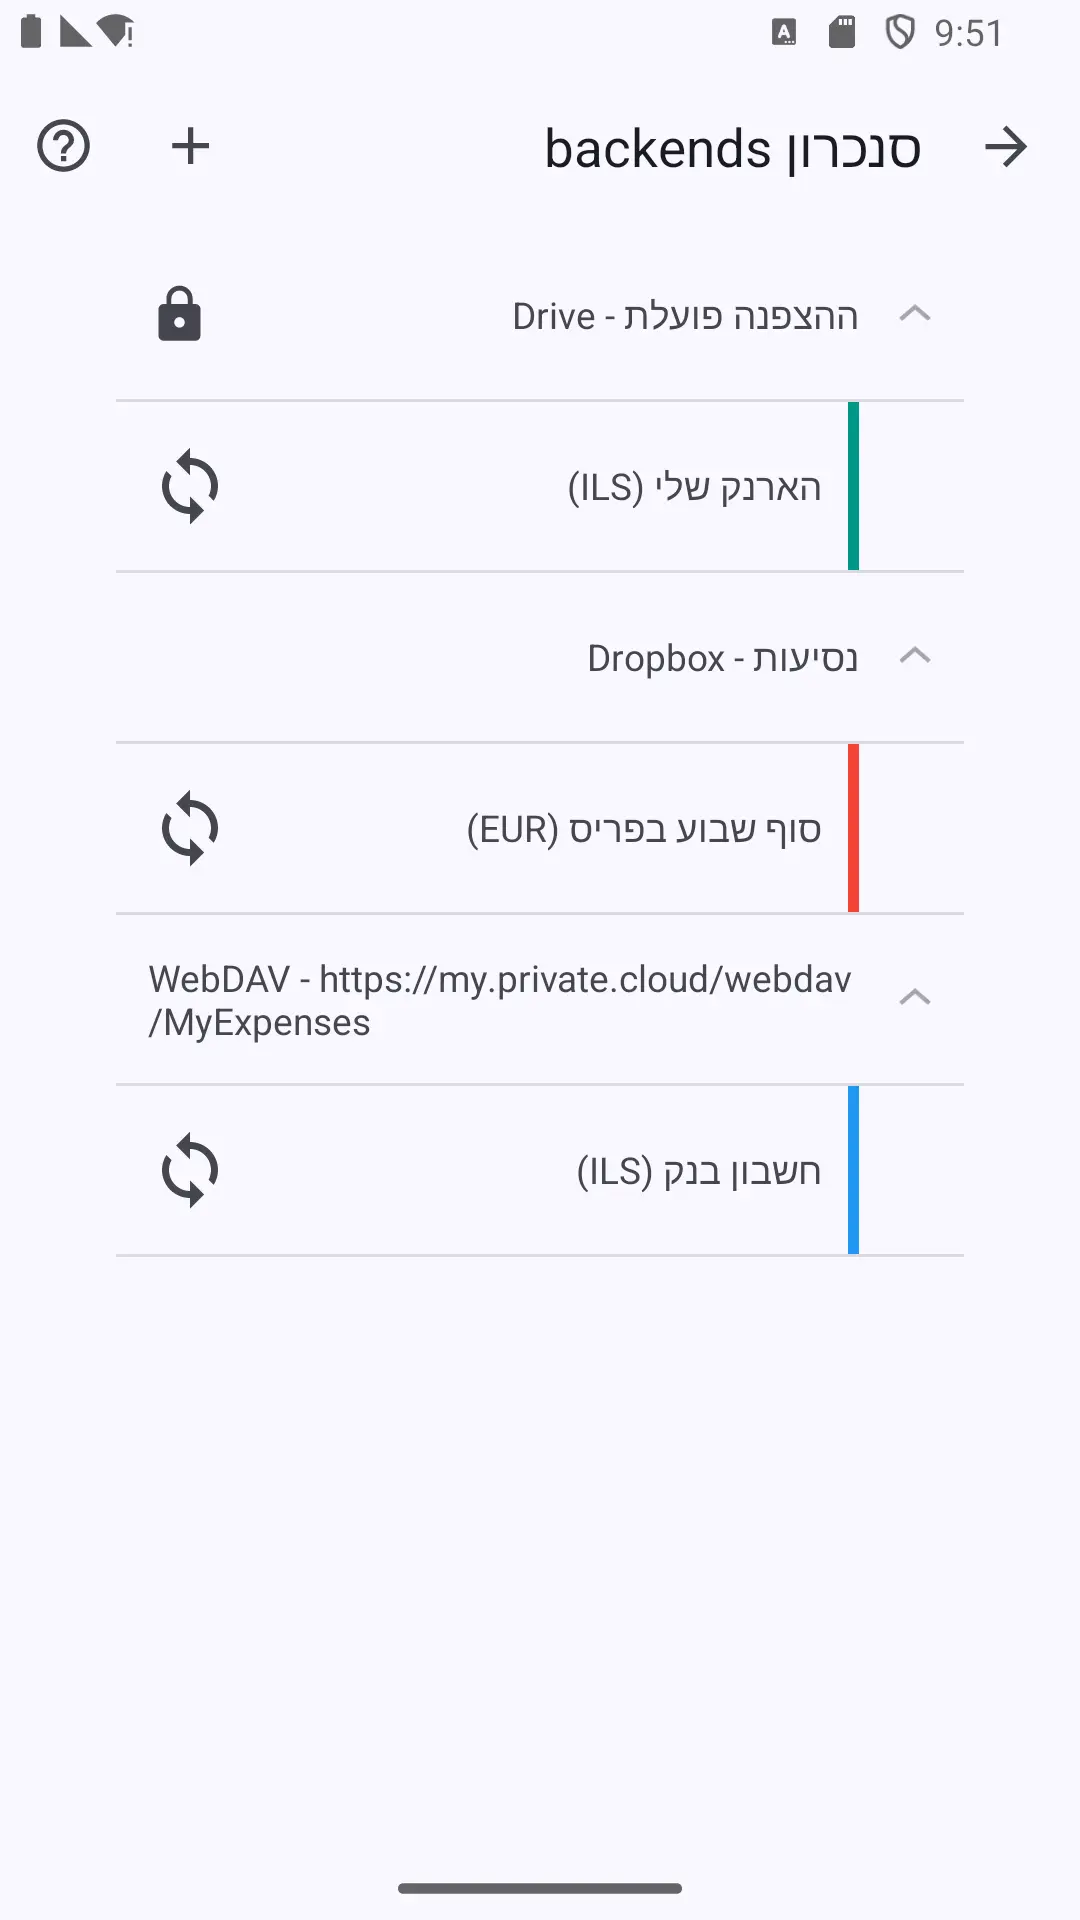 9:51
סנכרון backends
Drive - ההצפנה פועלת
הארנק שלי (ILS)
Dropbox - נסיעות
סוף שבוע בפריס (EUR)
WebDAV - https://my.private.cloud/webdav
/MyExpenses
חשבון בנק (ILS)